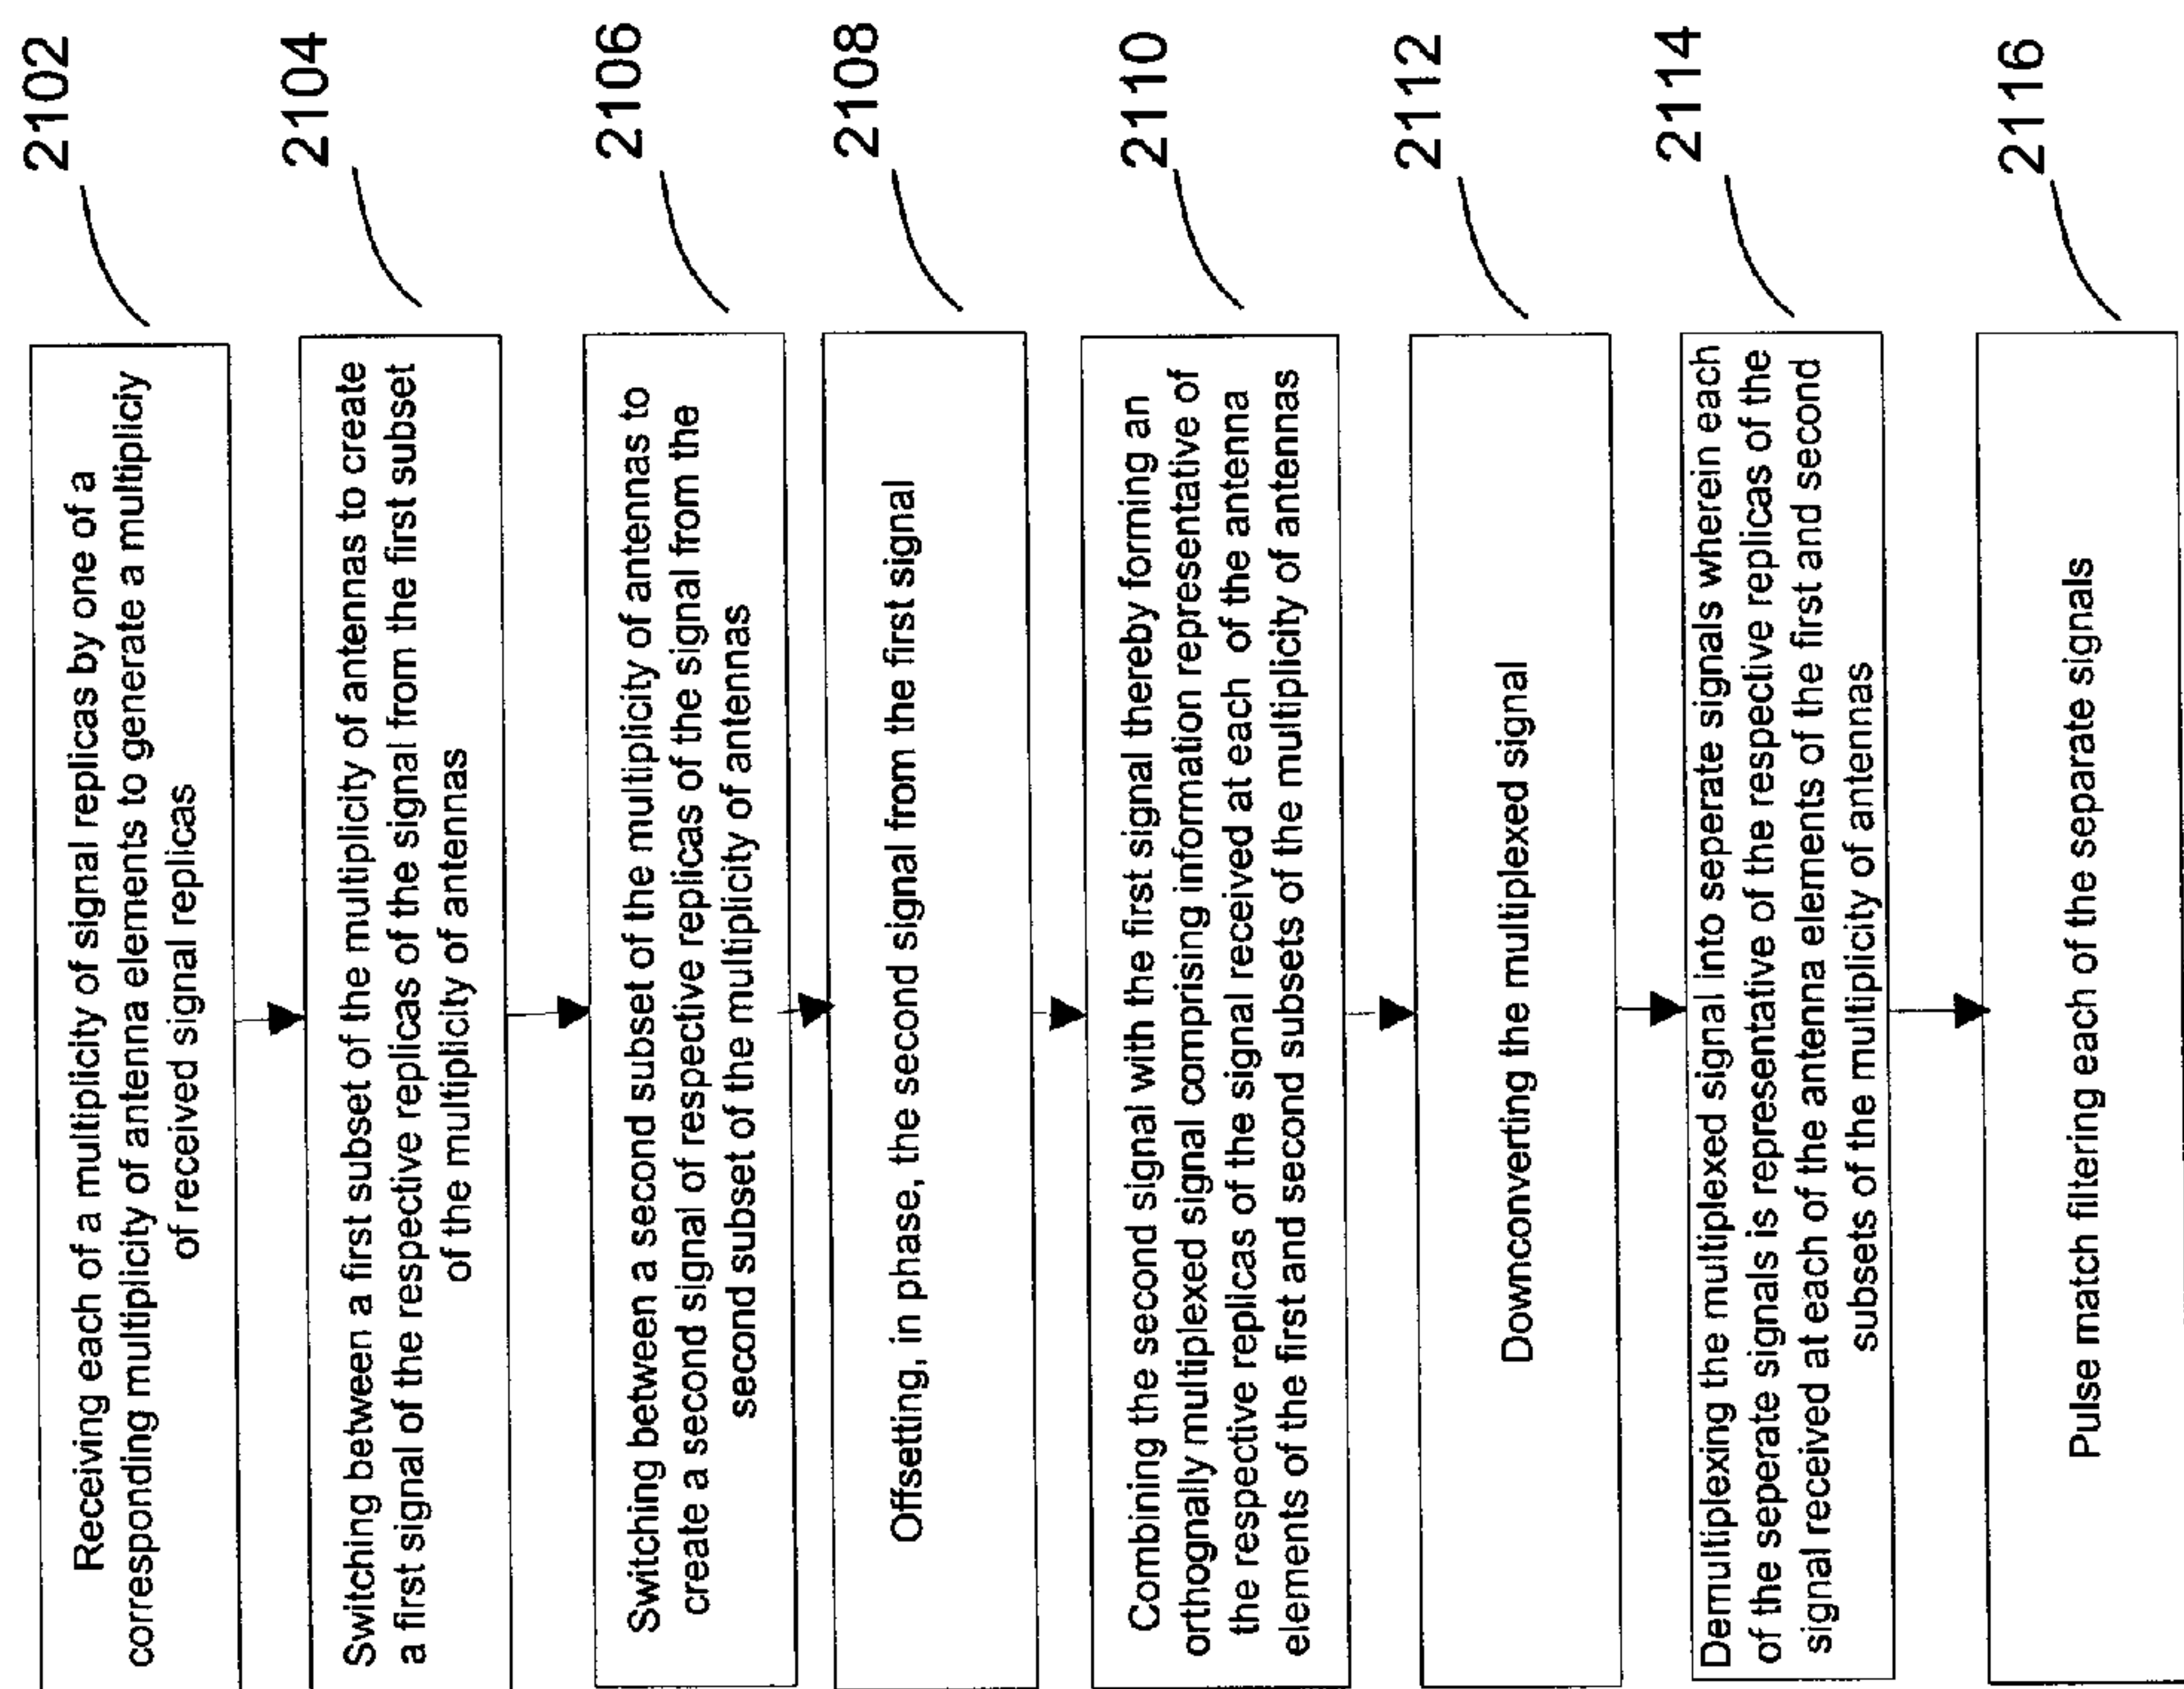 2102
Receiving each of a multiplicity of signal replicas by one of a
corresponding multiplicity of antenna elements to generate a multiplicity
of received signal replicas
2104
Switching between a first subset of the multiplicity of antennas to create
a first signal of the respective replicas of the signal from the first subset
of the multiplicity of antennas
2106
Switching between a second subset of the multiplicity of antennas to
create a second signal of respective replicas of the signal from the
second subset of the multiplicity of antennas
2108
Offsetting, in phase, the second signal from the first signal
2110
Combining the second signal with the first signal thereby forming an
orthognally multiplexed signal comprising information representative of
the respective replicas of the signal received at each of the antenna
elements of the first and second subsets of the multiplicity of antennas
2112
Downconverting the multiplexed signal
2114
Demultiplexing the multiplexed signal into seperate signals wherein each
of the seperate signals is representative of the respective replicas of the
signal received at each of the antenna elements of the first and second
subsets of the multiplicity of antennas
2116
Pulse match filtering each of the separate signals